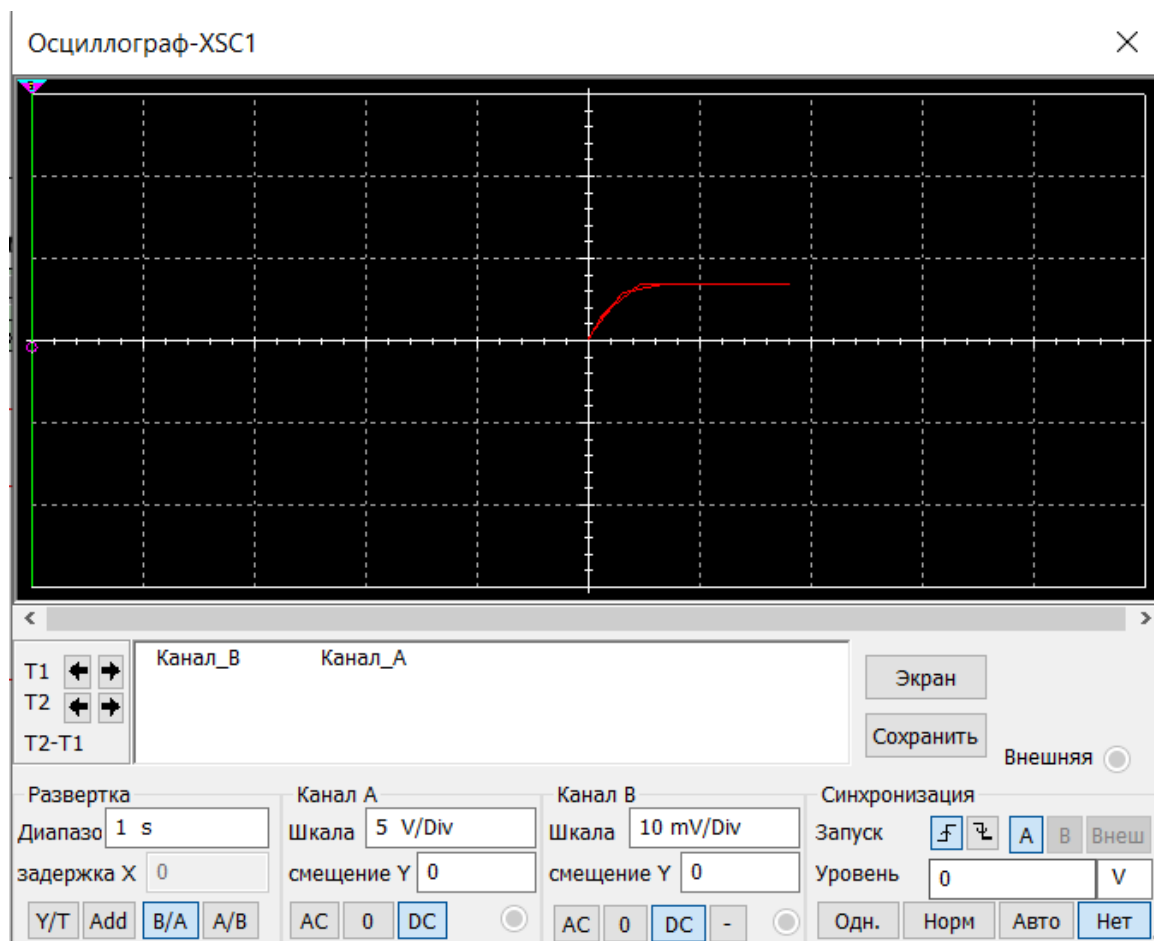 Осциллограф-XSC1
Канал_В Канал_А
T1
T2
T2-T1
Экран
Сохранить
Внешняя
Развертка
Диапазо 1 s
задержка X 0
Y/T Add B/A A/B
Канал A
Шкала 5 V/Div
смещение Y 0
AC 0 DC
Канал B
Шкала 10 mV/Div
смещение Y 0
AC 0 DC -
Синхронизация
Запуск A B Внеш
Уровень 0 V
Одн. Норм Авто Нет